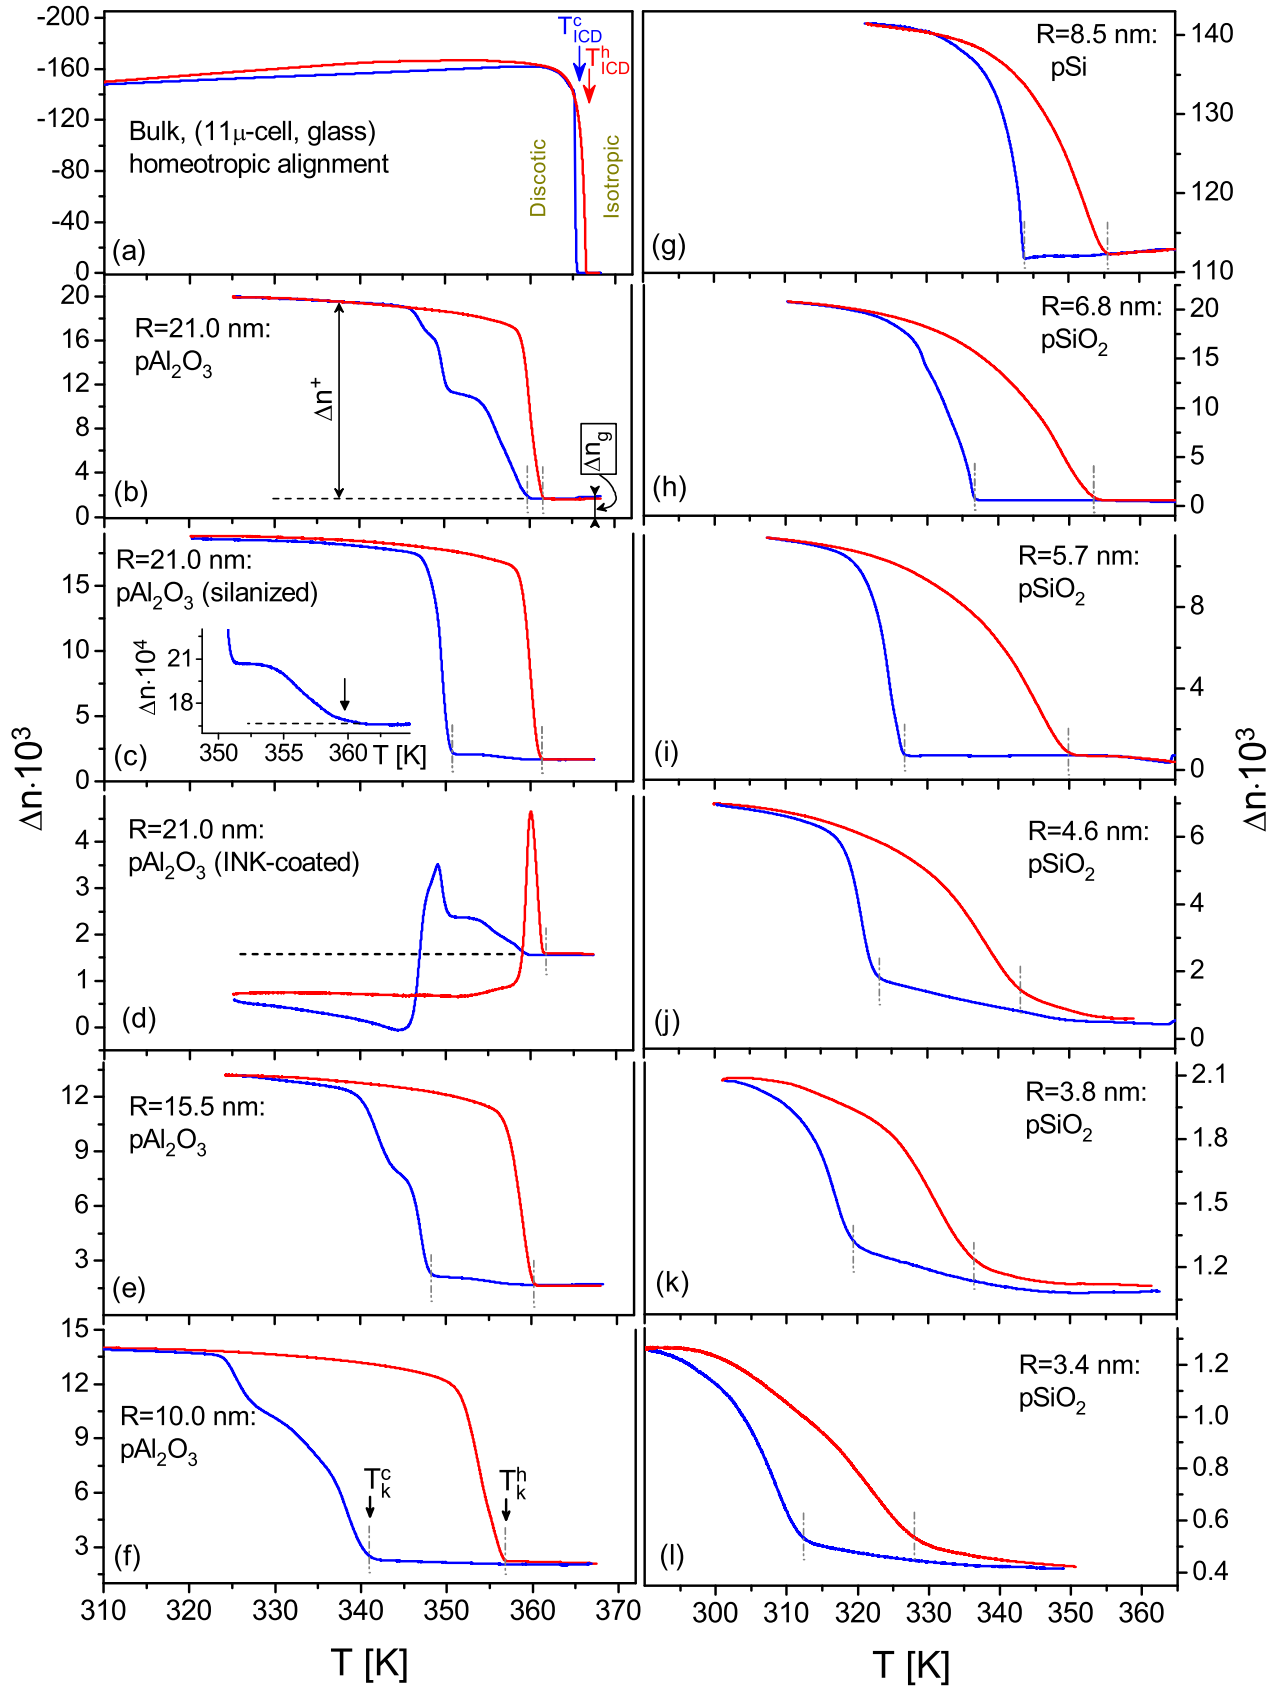 -200
-160
-120
-80
-40
0
T^c_ICD
T^h_ICD
Bulk, (11μ-cell, glass)
homeotropic alignment
Discotic
Isotropic
(a)
20
16
12
8
4
0
R=21.0 nm:
pAl₂O₃
Δn⁺
Δn_g
(b)
15
10
5
0
R=21.0 nm:
pAl₂O₃ (silanized)
Δn·10⁴
21
18
350
355
360
T [K]
(c)
Δn·10³
4
3
2
1
0
R=21.0 nm:
pAl₂O₃ (INK-coated)
(d)
12
9
6
3
R=15.5 nm:
pAl₂O₃
(e)
15
12
9
6
3
R=10.0 nm:
pAl₂O₃
T^c_k
T^h_k
(f)
310 320 330 340 350 360 370
T [K]
R=8.5 nm:
pSi
140
130
120
110
(g)
R=6.8 nm:
pSiO₂
20
15
10
5
0
(h)
R=5.7 nm:
pSiO₂
8
4
0
(i)
Δn·10³
R=4.6 nm:
pSiO₂
6
4
2
0
(j)
R=3.8 nm:
pSiO₂
2.1
1.8
1.5
1.2
(k)
R=3.4 nm:
pSiO₂
1.2
1.0
0.8
0.6
0.4
(l)
300 310 320 330 340 350 360
T [K]